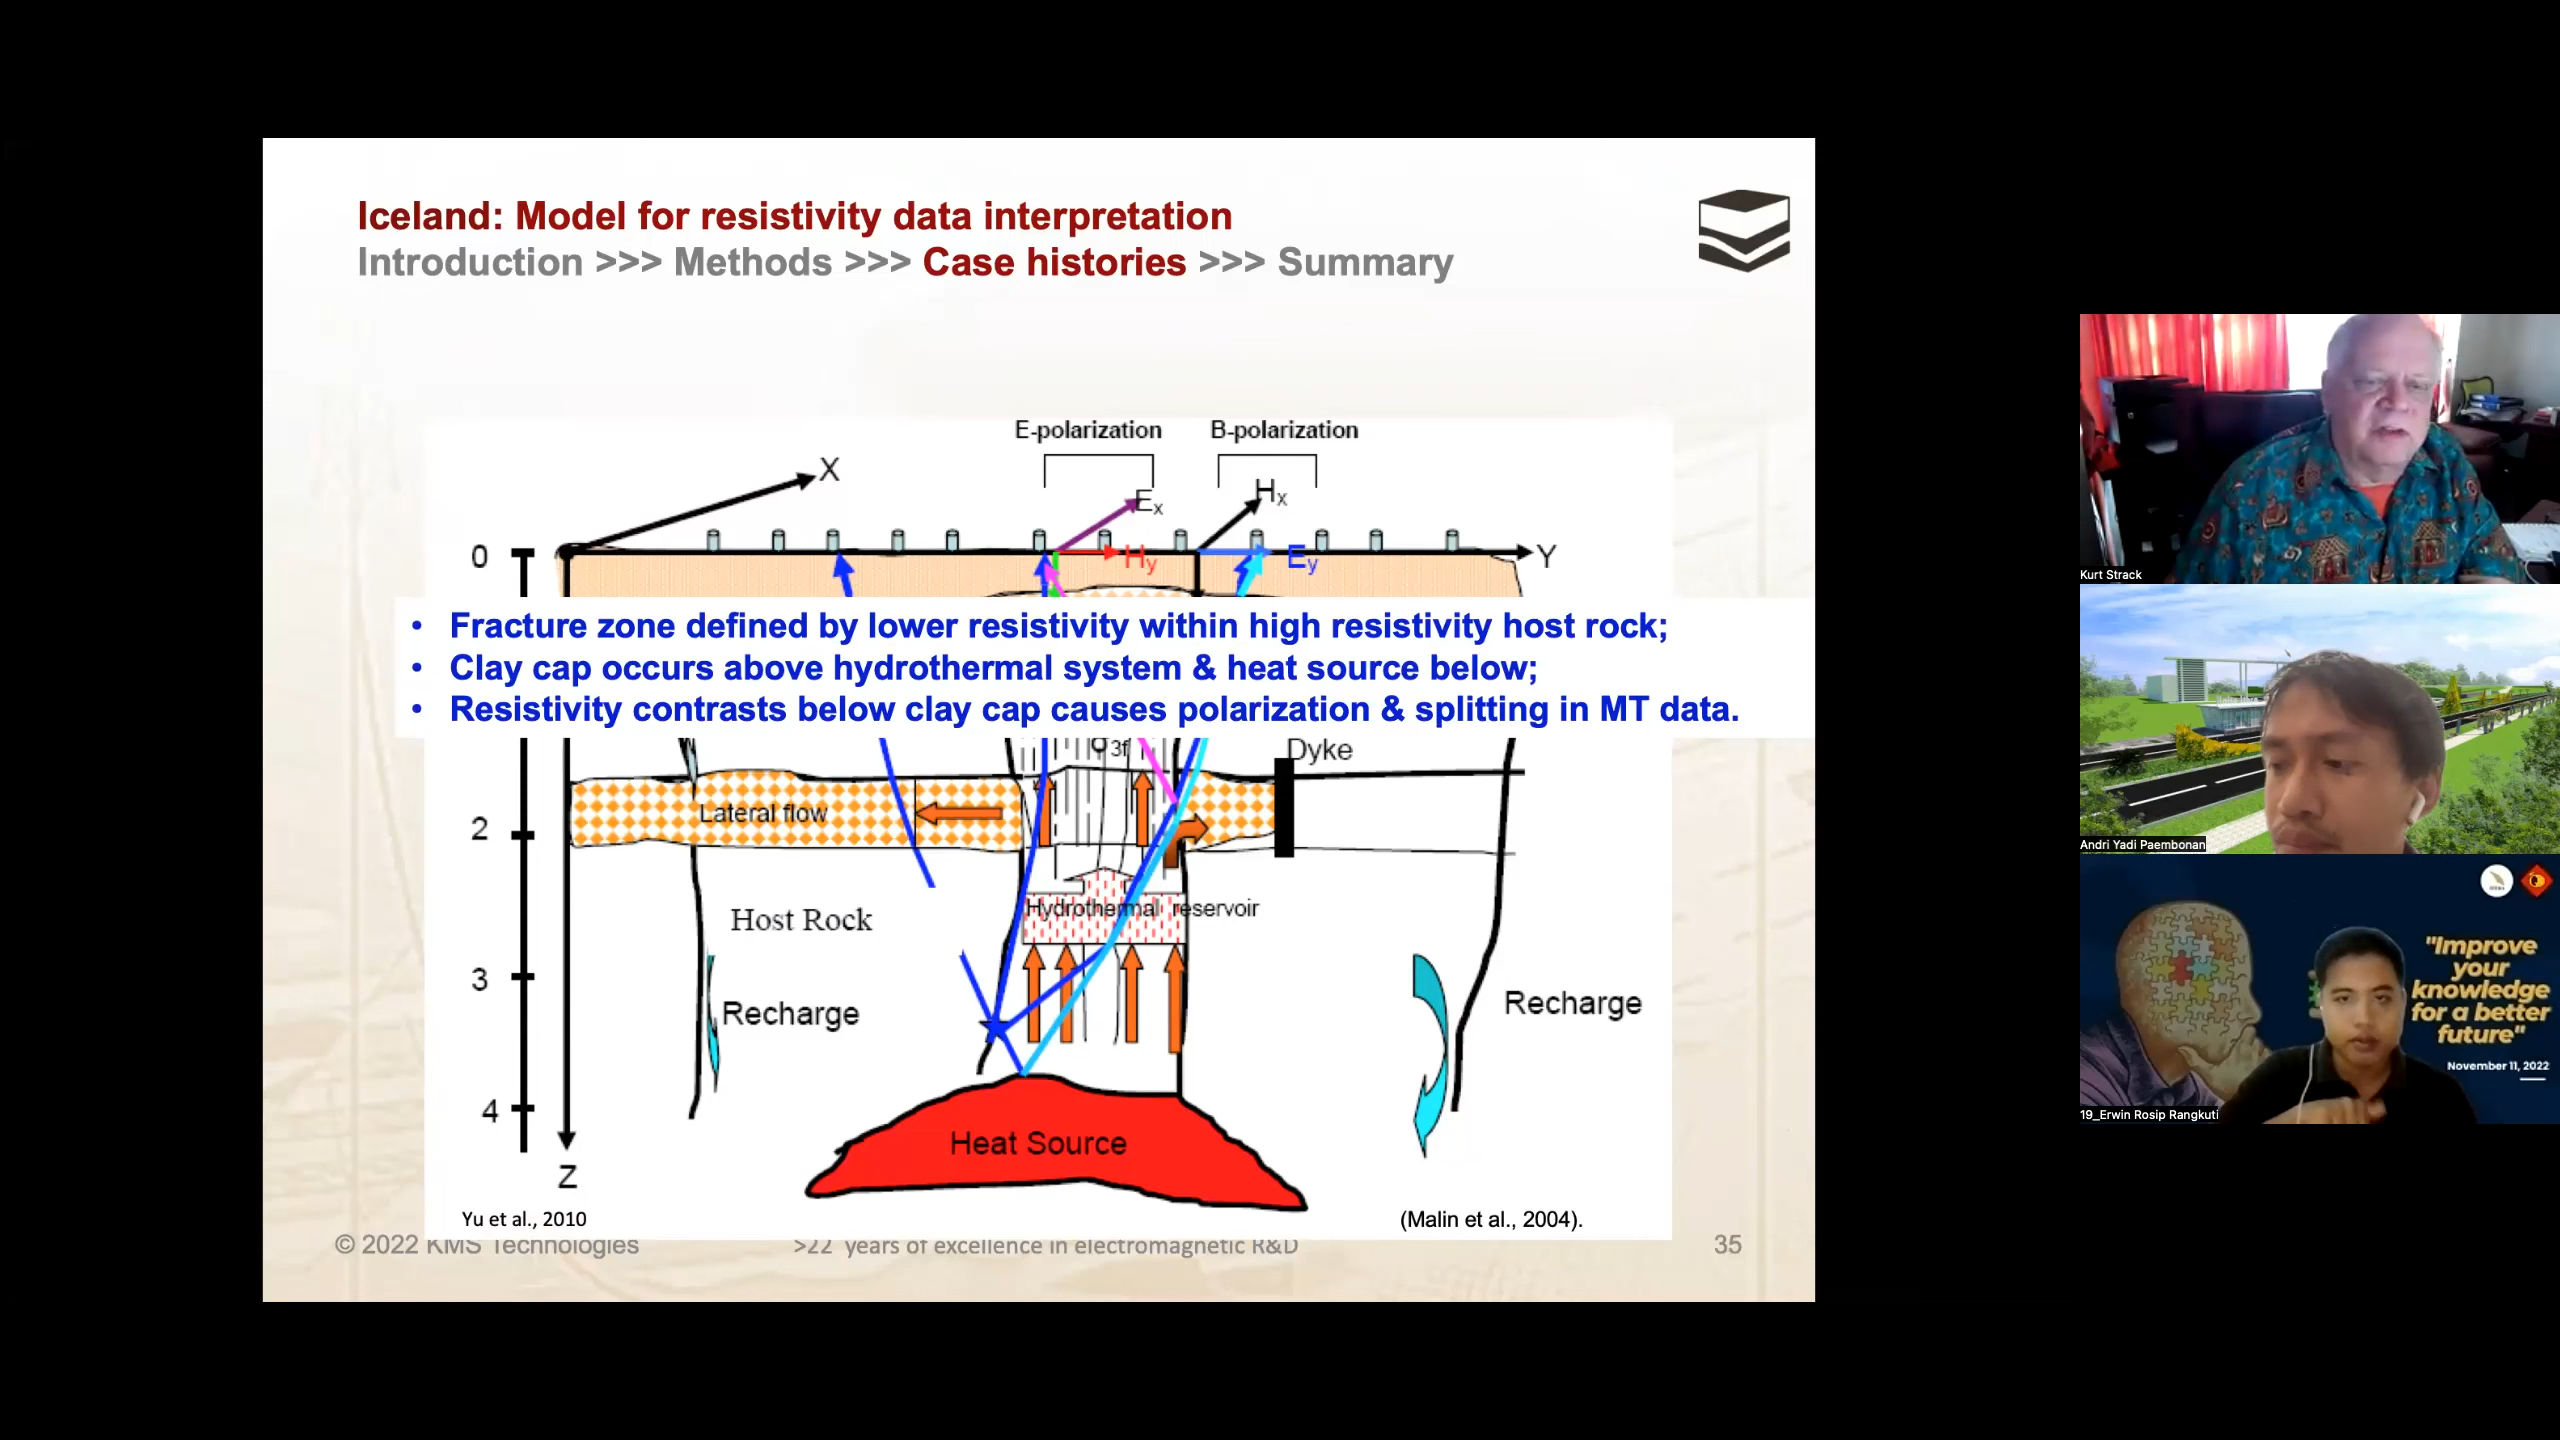 Iceland: Model for resistivity data interpretation
Introduction >>> Methods >>> Case histories >>> Summary
E-polarization B-polarization
X
Ex
Hx
0
Hy
Ey
Y
• Fracture zone defined by lower resistivity within high resistivity host rock;
• Clay cap occurs above hydrothermal system & heat source below;
• Resistivity contrasts below clay cap causes polarization & splitting in MT data.
3f
Dyke
2
Lateral flow
Host Rock
Hydrothermal reservoir
3
Recharge
Recharge
4
Heat Source
Z
Yu et al., 2010
(Malin et al., 2004).
© 2022 KMS Technologies
>22 years of excellence in electromagnetic R&D
35
Kurt Strack
Andri Yadi Paembonan
"Improve
your
knowledge
for a better
future"
November 11, 2022
19_Erwin Rosip Rangkuti